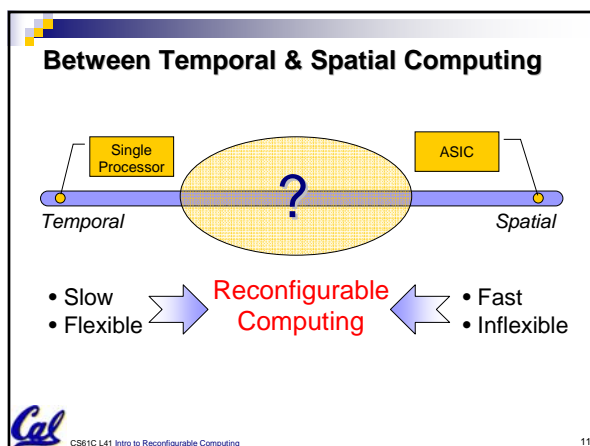 Between Temporal & Spatial Computing
Single
Processor
ASIC
?
Temporal
Spatial
• Slow
• Flexible
Reconfigurable
Computing
• Fast
• Inflexible
Cal
CS61C L41 Intro to Reconfigurable Computing
11